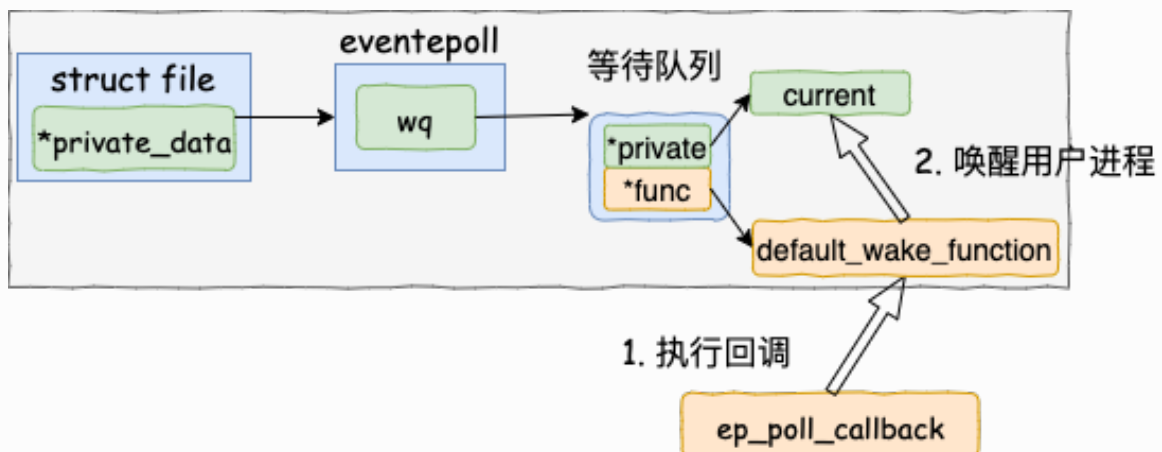 eventepoll
struct file
*private_data
wq
等待队列
*private
*func
current
2. 唤醒用户进程
default_wake_function
1. 执行回调
ep_poll_callback